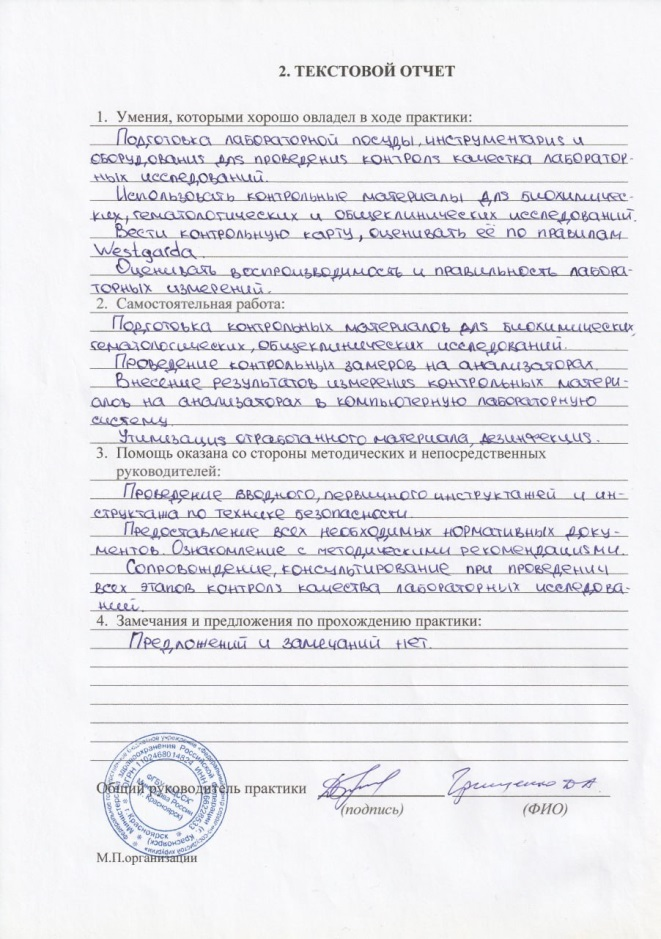 2. ТЕКСТОВОЙ ОТЧЕТ
1. Умения, которыми хорошо овладел в ходе практики:
Подготовка лабораторной посуды, инструментария и
оборудования для проведения контроля качества лаборатор-
ных исследований.
Использовать контрольные материалы для биохимичес-
ких, гематологических и общеклинических исследований.
Вести контрольную карту, оценивать её по правилам
Westgarda.
Оценивать воспроизводимость и правильность лабора-
торных измерений.
2. Самостоятельная работа:
Подготовка контрольных материалов для биохимических,
гематологических, общеклинических исследований.
Проведение контрольных замеров на анализаторах.
Внесение результатов измерения контрольных матери-
алов на анализаторах в компьютерную лабораторную
систему.
Утилизация отработанного материала, дезинфекция.
3. Помощь оказана со стороны методических и непосредственных
руководителей:
Проведение вводного, первичного инструктажей и ин-
структажа по технике безопасности.
Предоставление всех необходимых нормативных доку-
ментов. Ознакомление с методическими рекомендациями.
Сопровождение, консультирование при проведении
всех этапов контроля качества лабораторных исследова-
ний.
4. Замечания и предложения по прохождению практики:
Предложений и замечаний нет.
Общий руководитель практики Грищенко Д.А.
(подпись) (ФИО)
М.П.организации